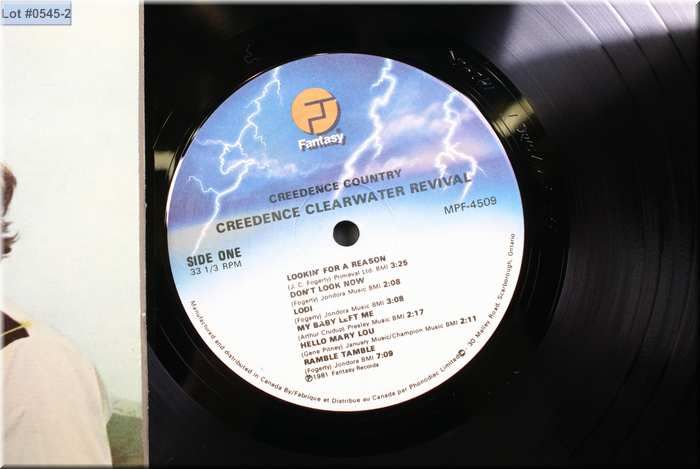 Lot #0545-2
Fantasy
CREEDENCE COUNTRY
CREEDENCE CLEARWATER REVIVAL
MPF-4509
SIDE ONE
33 1/3 RPM
LOOKIN' FOR A REASON
(J. C. Fogerty) Primeval Ltd. BMI 3:25
DON'T LOOK NOW
(Fogerty) Jondora Music BMI 2:08
LODI
(Fogerty) Jondora Music BMI 3:08
MY BABY LEFT ME
(Arthur Crudup) Presley Music BMI 2:17
HELLO MARY LOU
(Gene Pitney) January Music/Champion Music BMI 2:11
RAMBLE TAMBLE
(Fogerty) Jondora BMI 7:09
℗1981 Fantasy Records
Manufactured and distributed in Canada By/Fabrique et Distribue au Canada par Phonodisc Limited© 30 Malley Road, Scarborough, Ontario